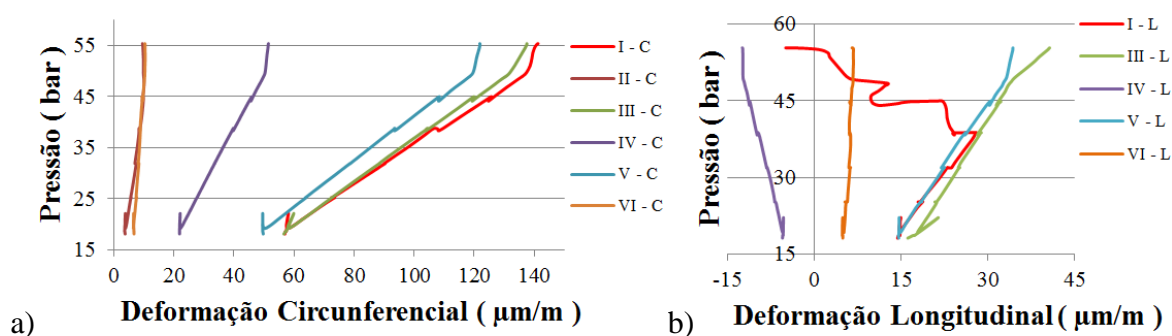 a)
Pressão ( bar )
55
45
35
25
15
0 20 40 60 80 100 120 140
Deformação Circunferencial ( µm/m )
I - C
II - C
III - C
IV - C
V - C
VI - C
b)
Pressão ( bar )
60
45
30
15
-15 0 15 30 45
Deformação Longitudinal ( µm/m )
I - L
III - L
IV - L
V - L
VI - L